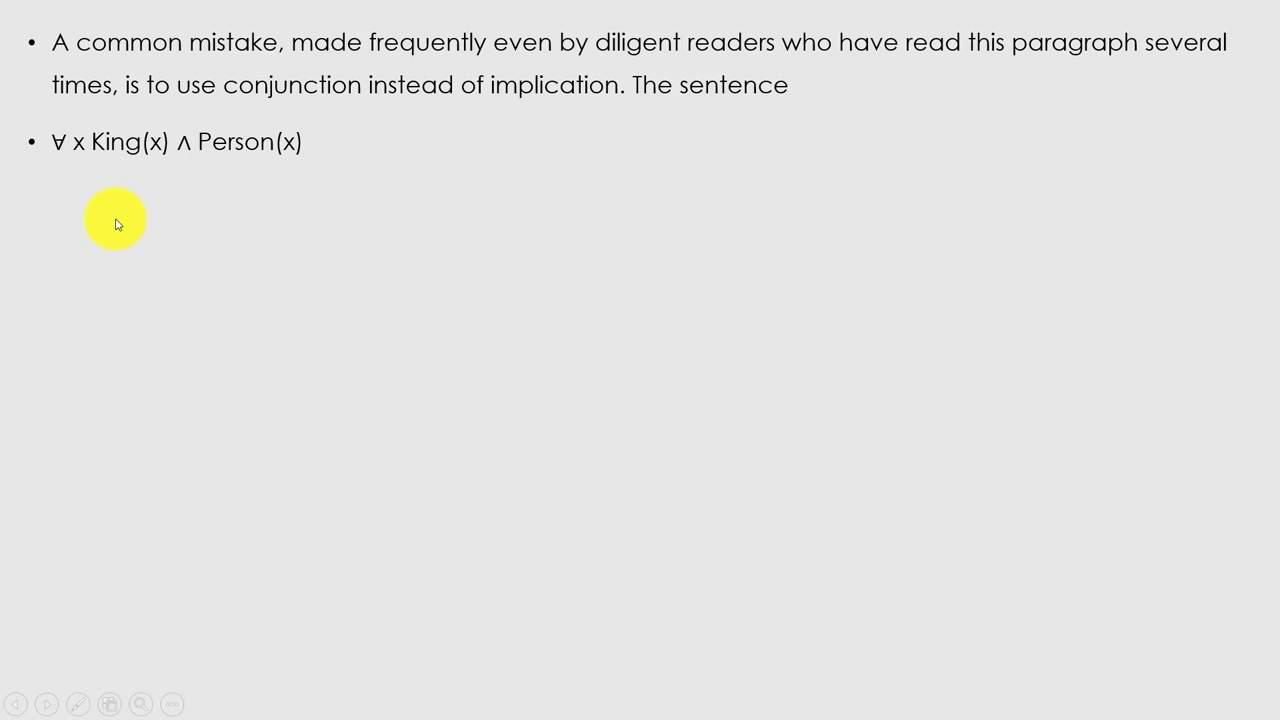 • A common mistake, made frequently even by diligent readers who have read this paragraph several
times, is to use conjunction instead of implication. The sentence
• ∀ x King(x) ∧ Person(x)